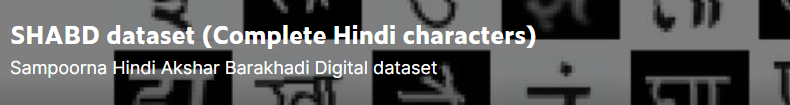 SHABD dataset (Complete Hindi characters)
Sampoorna Hindi Akshar Barakhadi Digital dataset